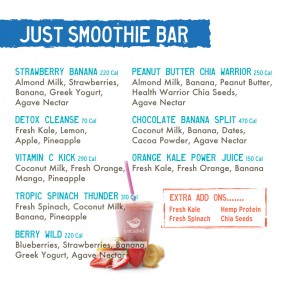 JUST SMOOTHIE BAR
STRAWBERRY BANANA 220 Cal
Almond Milk, Strawberries,
Banana, Greek Yogurt,
Agave Nectar
DETOX CLEANSE 70 Cal
Fresh Kale, Lemon,
Apple, Pineapple
VITAMIN C KICK 290 Cal
Coconut Milk, Fresh Orange,
Mango, Pineapple
TROPIC SPINACH THUNDER 310 Cal
Fresh Spinach, Coconut Milk,
Banana, Pineapple
BERRY WILD 220 Cal
Blueberries, Strawberries, Banana,
Greek Yogurt, Agave Nectar
PEANUT BUTTER CHIA WARRIOR 250 Cal
Almond Milk, Banana, Peanut Butter,
Health Warrior Chia Seeds,
Agave Nectar
CHOCOLATE BANANA SPLIT 470 Cal
Coconut Milk, Banana, Dates,
Cacoa Powder, Agave Nectar
ORANGE KALE POWER JUICE 150 Cal
Fresh Kale, Fresh Orange, Banana
EXTRA ADD ONS.......
Fresh Kale Hemp Protein
Fresh Spinach Chia Seeds